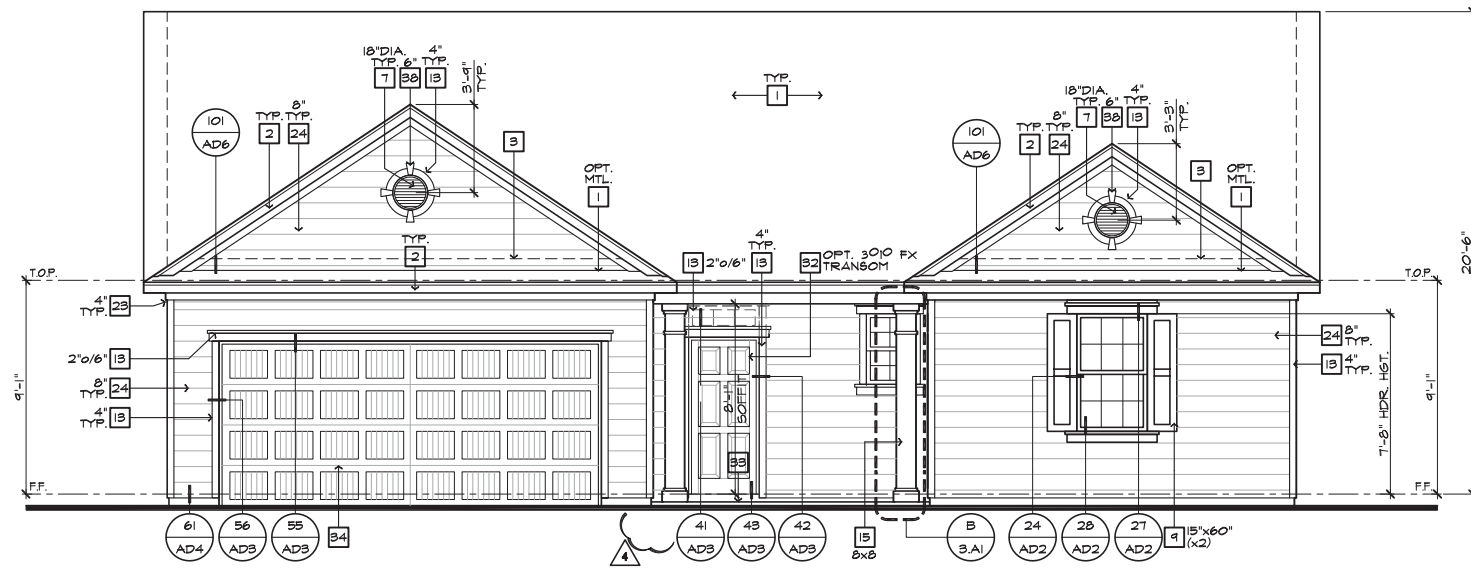 18"DIA. 4"
TYP. 6" TYP.
7 38 13
3'-9"
TYP.
TYP.
1
18"DIA. 4"
TYP. 6" TYP.
7 38 13
3'-3"
TYP.
101
AD6
8"
TYP. TYP.
2 24
3
OPT.
MTL.
1
101
AD6
8"
TYP. TYP.
2 24
3
OPT.
MTL.
1
20'-6"
TYP.
2
13 2"o/6"
4"
TYP.
13
32 OPT. 3010 FX
TRANSOM
T.O.P.
T.O.P.
4"
TYP. 23
2"o/6" 13
8"
TYP. 24
4"
TYP. 13
9'-1"
8'-1"
SOFFIT
33
24 8"
TYP.
13 4"
TYP.
7'-8" HDR. HGT.
9'-1"
F.F.
F.F.
61
AD4
56
AD3
55
AD3
34
4
41
AD3
43
AD3
42
AD3
15
8x8
B
3.A1
24
AD2
28
AD2
27
AD2
9 15"x60"
(x2)